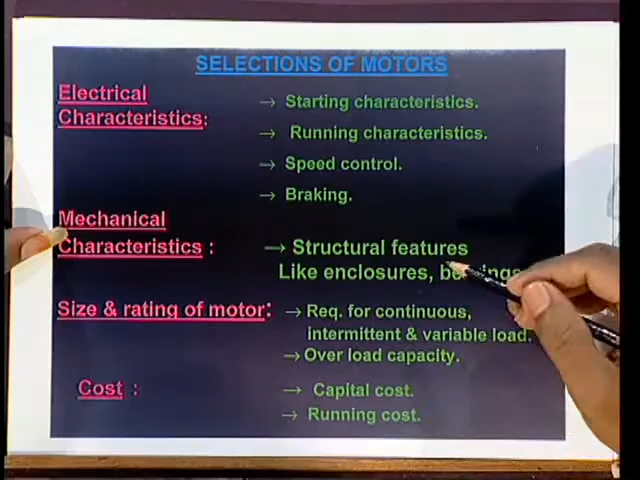 SELECTIONS OF MOTORS
Electrical
Characteristics:
→ Starting characteristics.
→ Running characteristics.
→ Speed control.
→ Braking.
Mechanical
Characteristics :
→ Structural features
Like enclosures,
Size & rating of motor:
→ Req. for continuous,
intermittent & variable load.
→ Over load capacity.
Cost :
→ Capital cost.
→ Running cost.